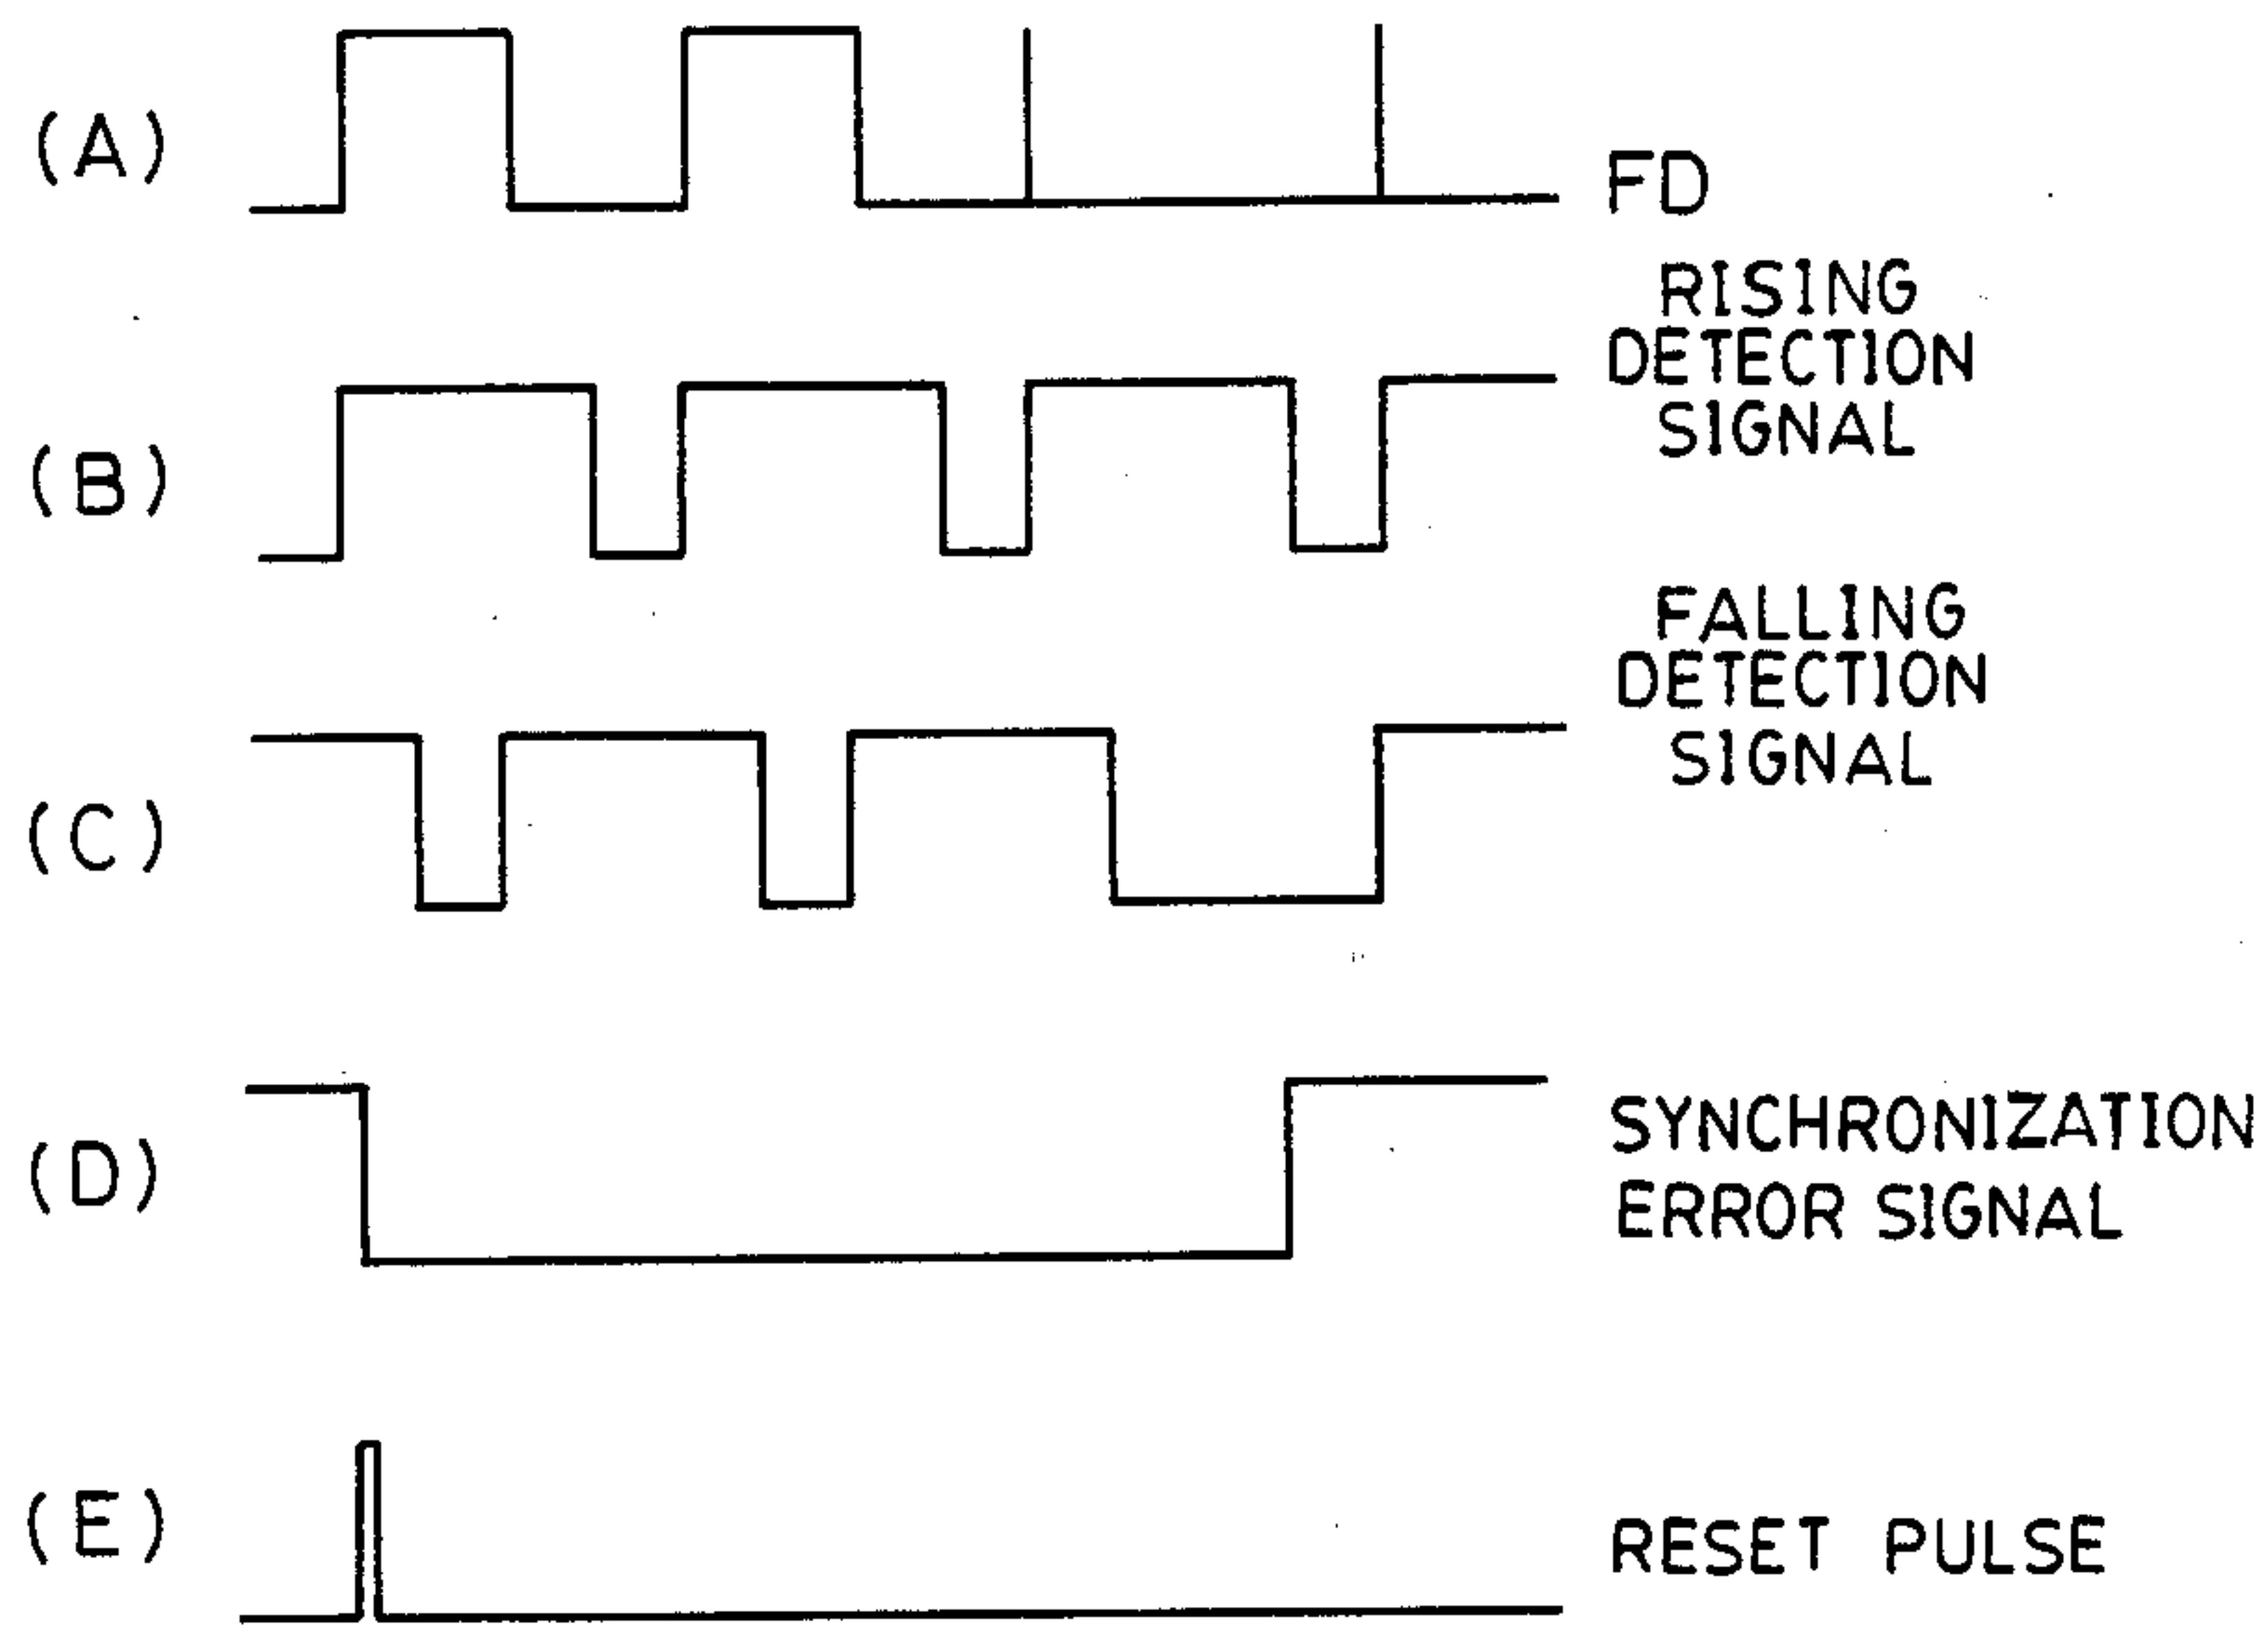 (A)
FD
RISING
DETECTION
SIGNAL
(B)
FALLING
DETECTION
SIGNAL
(C)
(D)
SYNCHRONIZATION
ERROR SIGNAL
(E)
RESET PULSE